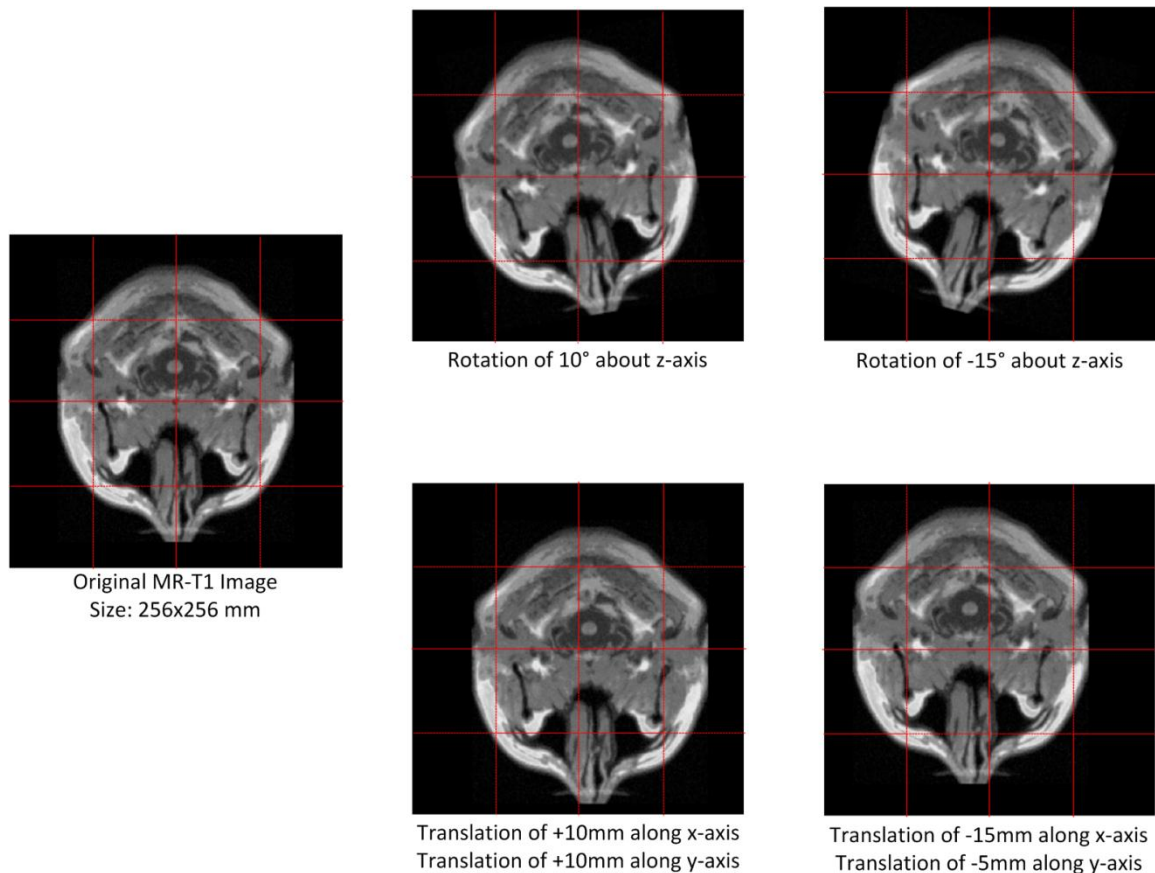 Rotation of 10° about z-axis
Rotation of -15° about z-axis
Original MR-T1 Image
Size: 256x256 mm
Translation of +10mm along x-axis
Translation of +10mm along y-axis
Translation of -15mm along x-axis
Translation of -5mm along y-axis